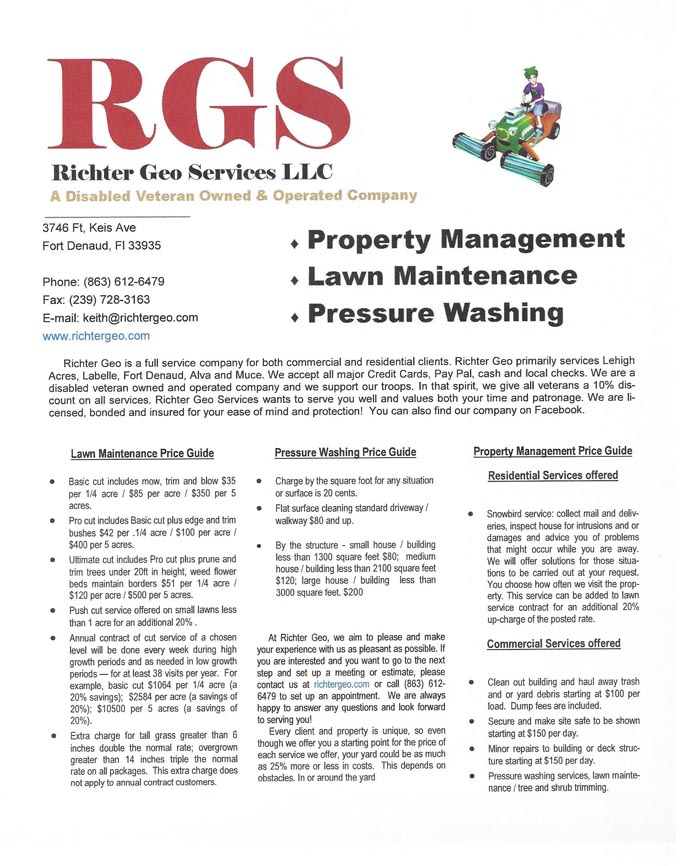 RGS
Richter Geo Services LLC
A Disabled Veteran Owned & Operated Company
3746 Ft, Keis Ave
Fort Denaud, Fl 33935
Phone: (863) 612-6479
Fax: (239) 728-3163
E-mail: keith@richtergeo.com
www.richtergeo.com
♦ Property Management
♦ Lawn Maintenance
♦ Pressure Washing
Richter Geo is a full service company for both commercial and residential clients. Richter Geo primarily services Lehigh
Acres, Labelle, Fort Denaud, Alva and Muce. We accept all major Credit Cards, Pay Pal, cash and local checks. We are a
disabled veteran owned and operated company and we support our troops. In that spirit, we give all veterans a 10% dis-
count on all services. Richter Geo Services wants to serve you well and values both your time and patronage. We are li-
censed, bonded and insured for your ease of mind and protection! You can also find our company on Facebook.
Lawn Maintenance Price Guide
• Basic cut includes mow, trim and blow $35
per 1/4 acre / $85 per acre / $350 per 5
acres.
• Pro cut includes Basic cut plus edge and trim
bushes $42 per .1/4 acre / $100 per acre /
$400 per 5 acres.
• Ultimate cut includes Pro cut plus prune and
trim trees under 20ft in height, weed flower
beds maintain borders $51 per 1/4 acre /
$120 per acre / $500 per 5 acres.
• Push cut service offered on small lawns less
than 1 acre for an additional 20% .
• Annual contract of cut service of a chosen
level will be done every week during high
growth periods and as needed in low growth
periods — for at least 38 visits per year. For
example, basic cut $1064 per 1/4 acre (a
20% savings); $2584 per acre (a savings of
20%); $10500 per 5 acres (a savings of
20%).
• Extra charge for tall grass greater than 6
inches double the normal rate; overgrown
greater than 14 inches triple the normal
rate on all packages. This extra charge does
not apply to annual contract customers.
Pressure Washing Price Guide
• Charge by the square foot for any situation
or surface is 20 cents.
• Flat surface cleaning standard driveway /
walkway $80 and up.
• By the structure - small house / building
less than 1300 square feet $80; medium
house / building less than 2100 square feet
$120; large house / building less than
3000 square feet. $200
At Richter Geo, we aim to please and make
your experience with us as pleasant as possible. If
you are interested and you want to go to the next
step and set up a meeting or estimate, please
contact us at richtergeo.com or call (863) 612-
6479 to set up an appointment. We are always
happy to answer any questions and look forward
to serving you!
Every client and property is unique, so even
though we offer you a starting point for the price of
each service we offer, your yard could be as much
as 25% more or less in costs. This depends on
obstacles. In or around the yard
Property Management Price Guide
Residential Services offered
• Snowbird service: collect mail and deliv-
eries, inspect house for intrusions and or
damages and advice you of problems
that might occur while you are away.
We will offer solutions for those situa-
tions to be carried out at your request.
You choose how often we visit the prop-
erty. This service can be added to lawn
service contract for an additional 20%
up-charge of the posted rate.
Commercial Services offered
• Clean out building and haul away trash
and or yard debris starting at $100 per
load. Dump fees are included.
• Secure and make site safe to be shown
starting at $150 per day.
• Minor repairs to building or deck struc-
ture starting at $150 per day.
• Pressure washing services, lawn mainte-
nance / tree and shrub trimming.